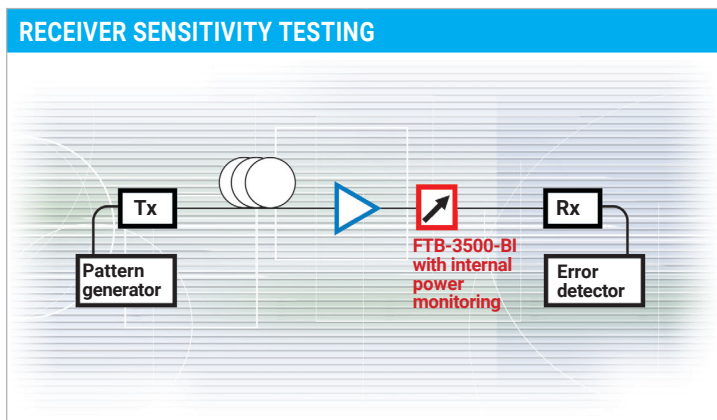 RECEIVER SENSITIVITY TESTING
Tx
Rx
Pattern
generator
FTB-3500-BI
with internal
power
monitoring
Error
detector